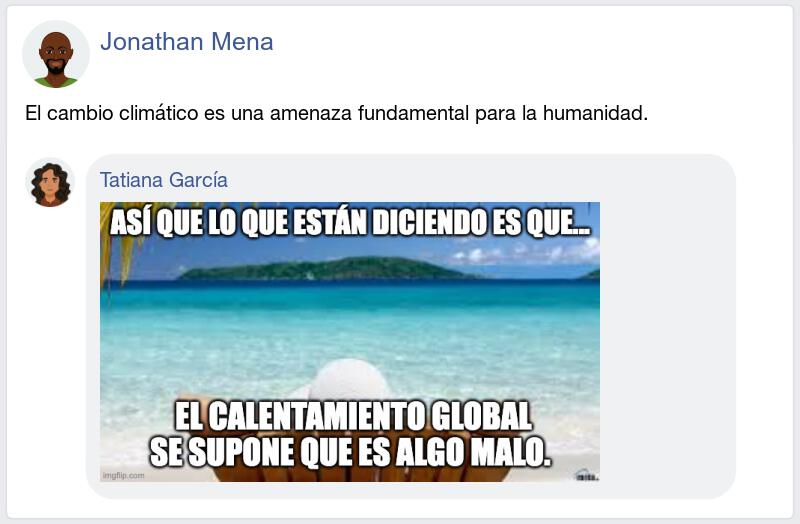 Jonathan Mena
El cambio climático es una amenaza fundamental para la humanidad.
Tatiana García
ASÍ QUE LO QUE ESTÁN DICIENDO ES QUE...
EL CALENTAMIENTO GLOBAL
SE SUPONE QUE ES ALGO MALO.
imgflip.com